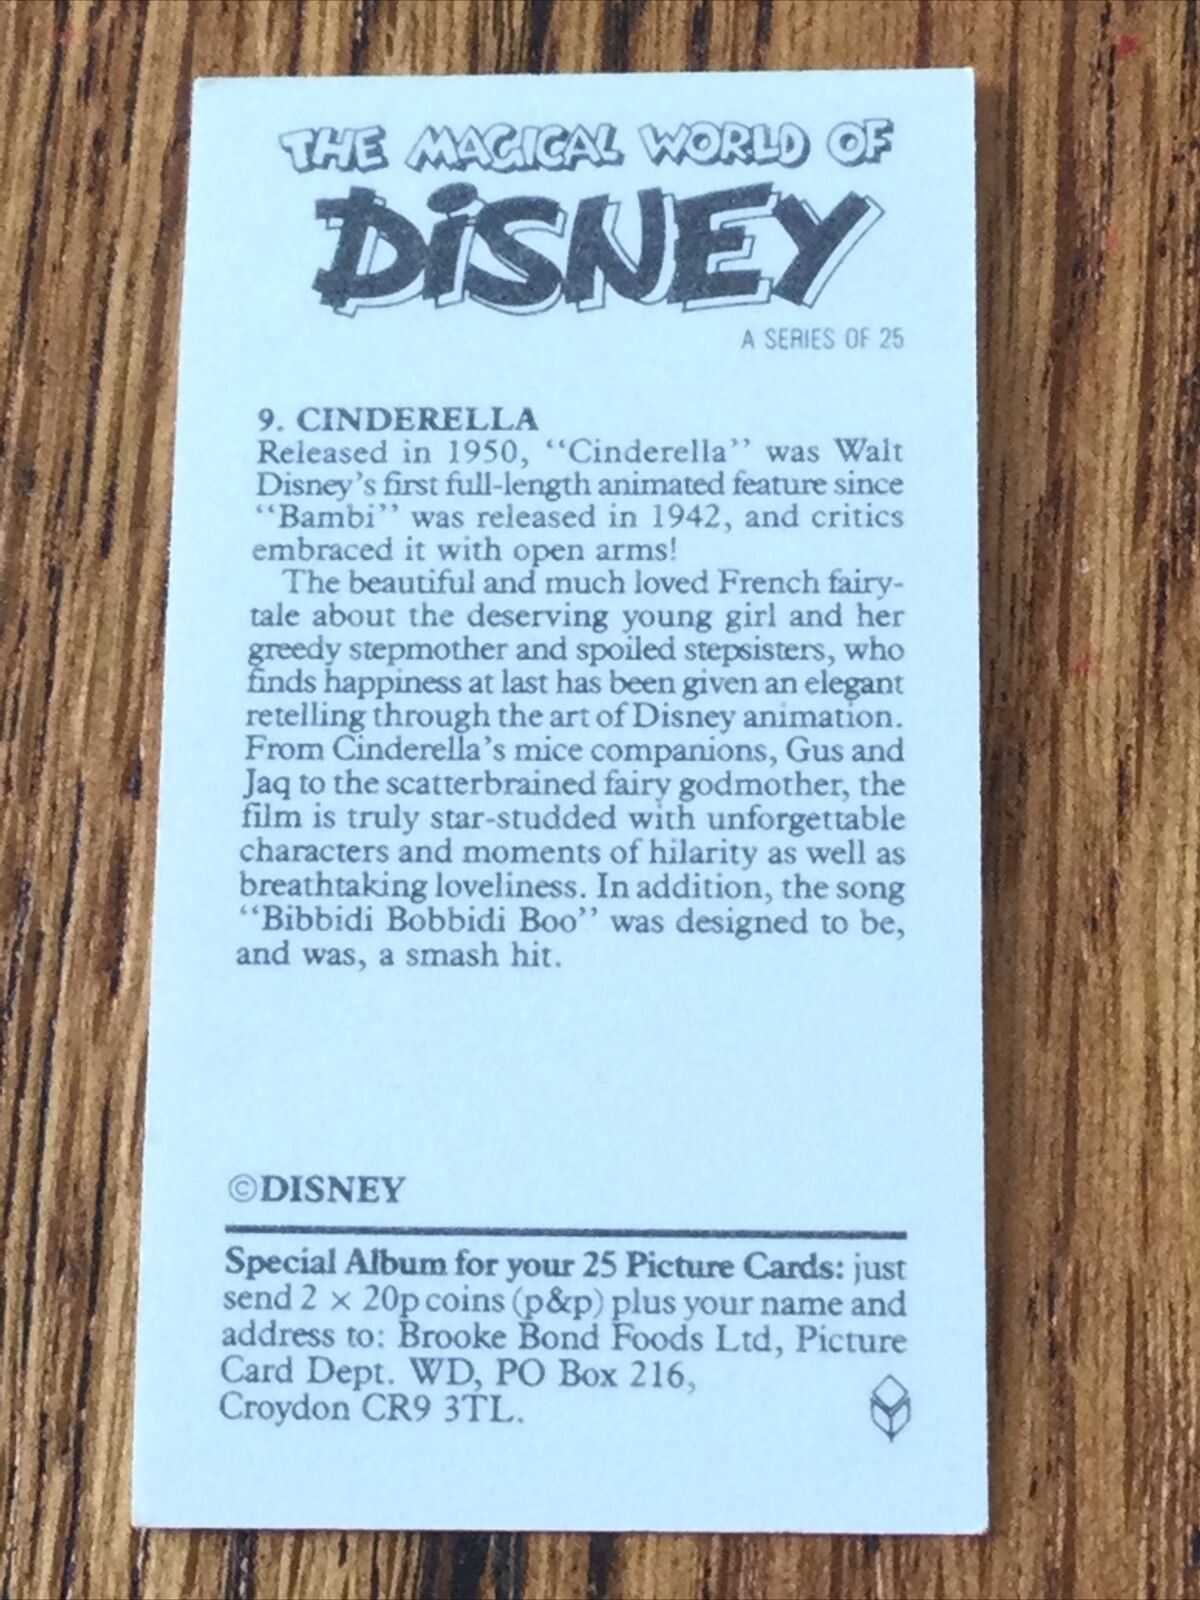 THE MAGICAL WORLD OF
DiSNEY
A SERIES OF 25
9. CINDERELLA
Released in 1950, “Cinderella” was Walt
Disney’s first full-length animated feature since
“Bambi” was released in 1942, and critics
embraced it with open arms!
The beautiful and much loved French fairy-
tale about the deserving young girl and her
greedy stepmother and spoiled stepsisters, who
finds happiness at last has been given an elegant
retelling through the art of Disney animation.
From Cinderella’s mice companions, Gus and
Jaq to the scatterbrained fairy godmother, the
film is truly star-studded with unforgettable
characters and moments of hilarity as well as
breathtaking loveliness. In addition, the song
“Bibbidi Bobbidi Boo” was designed to be,
and was, a smash hit.
©DISNEY
Special Album for your 25 Picture Cards: just
send 2 × 20p coins (p&p) plus your name and
address to: Brooke Bond Foods Ltd, Picture
Card Dept. WD, PO Box 216,
Croydon CR9 3TL.